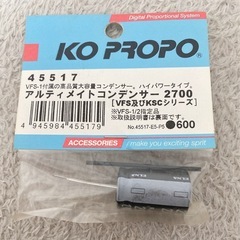 Digital Proportional System
KO PROPO
45517
VFS-1付属の高品質大容量コンデンサー。ハイパワータイプ。
アルティメイトコンデンサー 2700
[VFS及びKSCシリーズ]
※VFS-1/2指定品
※取扱説明書は裏面です。
4 945984 455179
No.45517-E5-P5
●600
ACCESSORIES